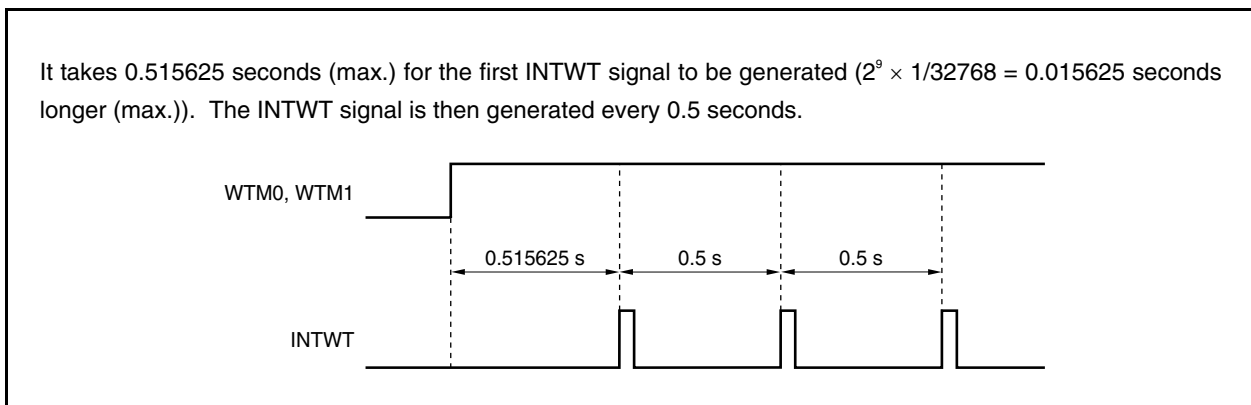 It takes 0.515625 seconds (max.) for the first INTWT signal to be generated (2⁹ × 1/32768 = 0.015625 seconds
longer (max.)). The INTWT signal is then generated every 0.5 seconds.
WTM0, WTM1
0.515625 s
0.5 s
0.5 s
INTWT